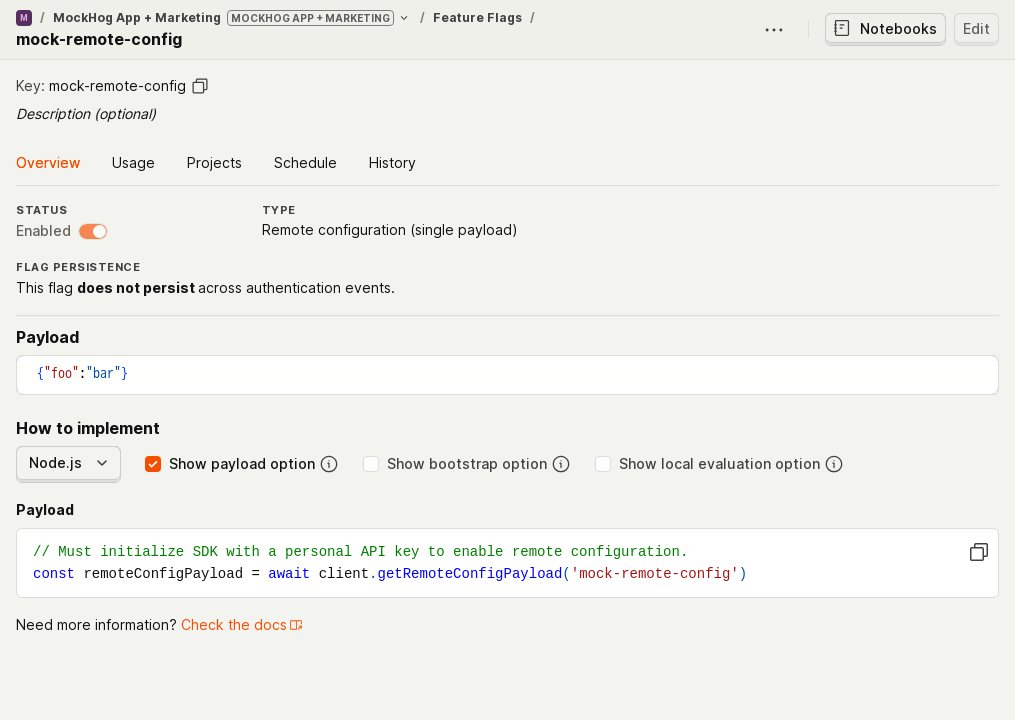 M / MockHog App + Marketing MOCKHOG APP + MARKETING / Feature Flags /
mock-remote-config
Notebooks
Edit
Key: mock-remote-config
Description (optional)
Overview Usage Projects Schedule History
STATUS
Enabled
TYPE
Remote configuration (single payload)
FLAG PERSISTENCE
This flag does not persist across authentication events.
Payload
{"foo":"bar"}
How to implement
Node.js Show payload option Show bootstrap option Show local evaluation option
Payload
// Must initialize SDK with a personal API key to enable remote configuration.
const remoteConfigPayload = await client.getRemoteConfigPayload('mock-remote-config')
Need more information? Check the docs